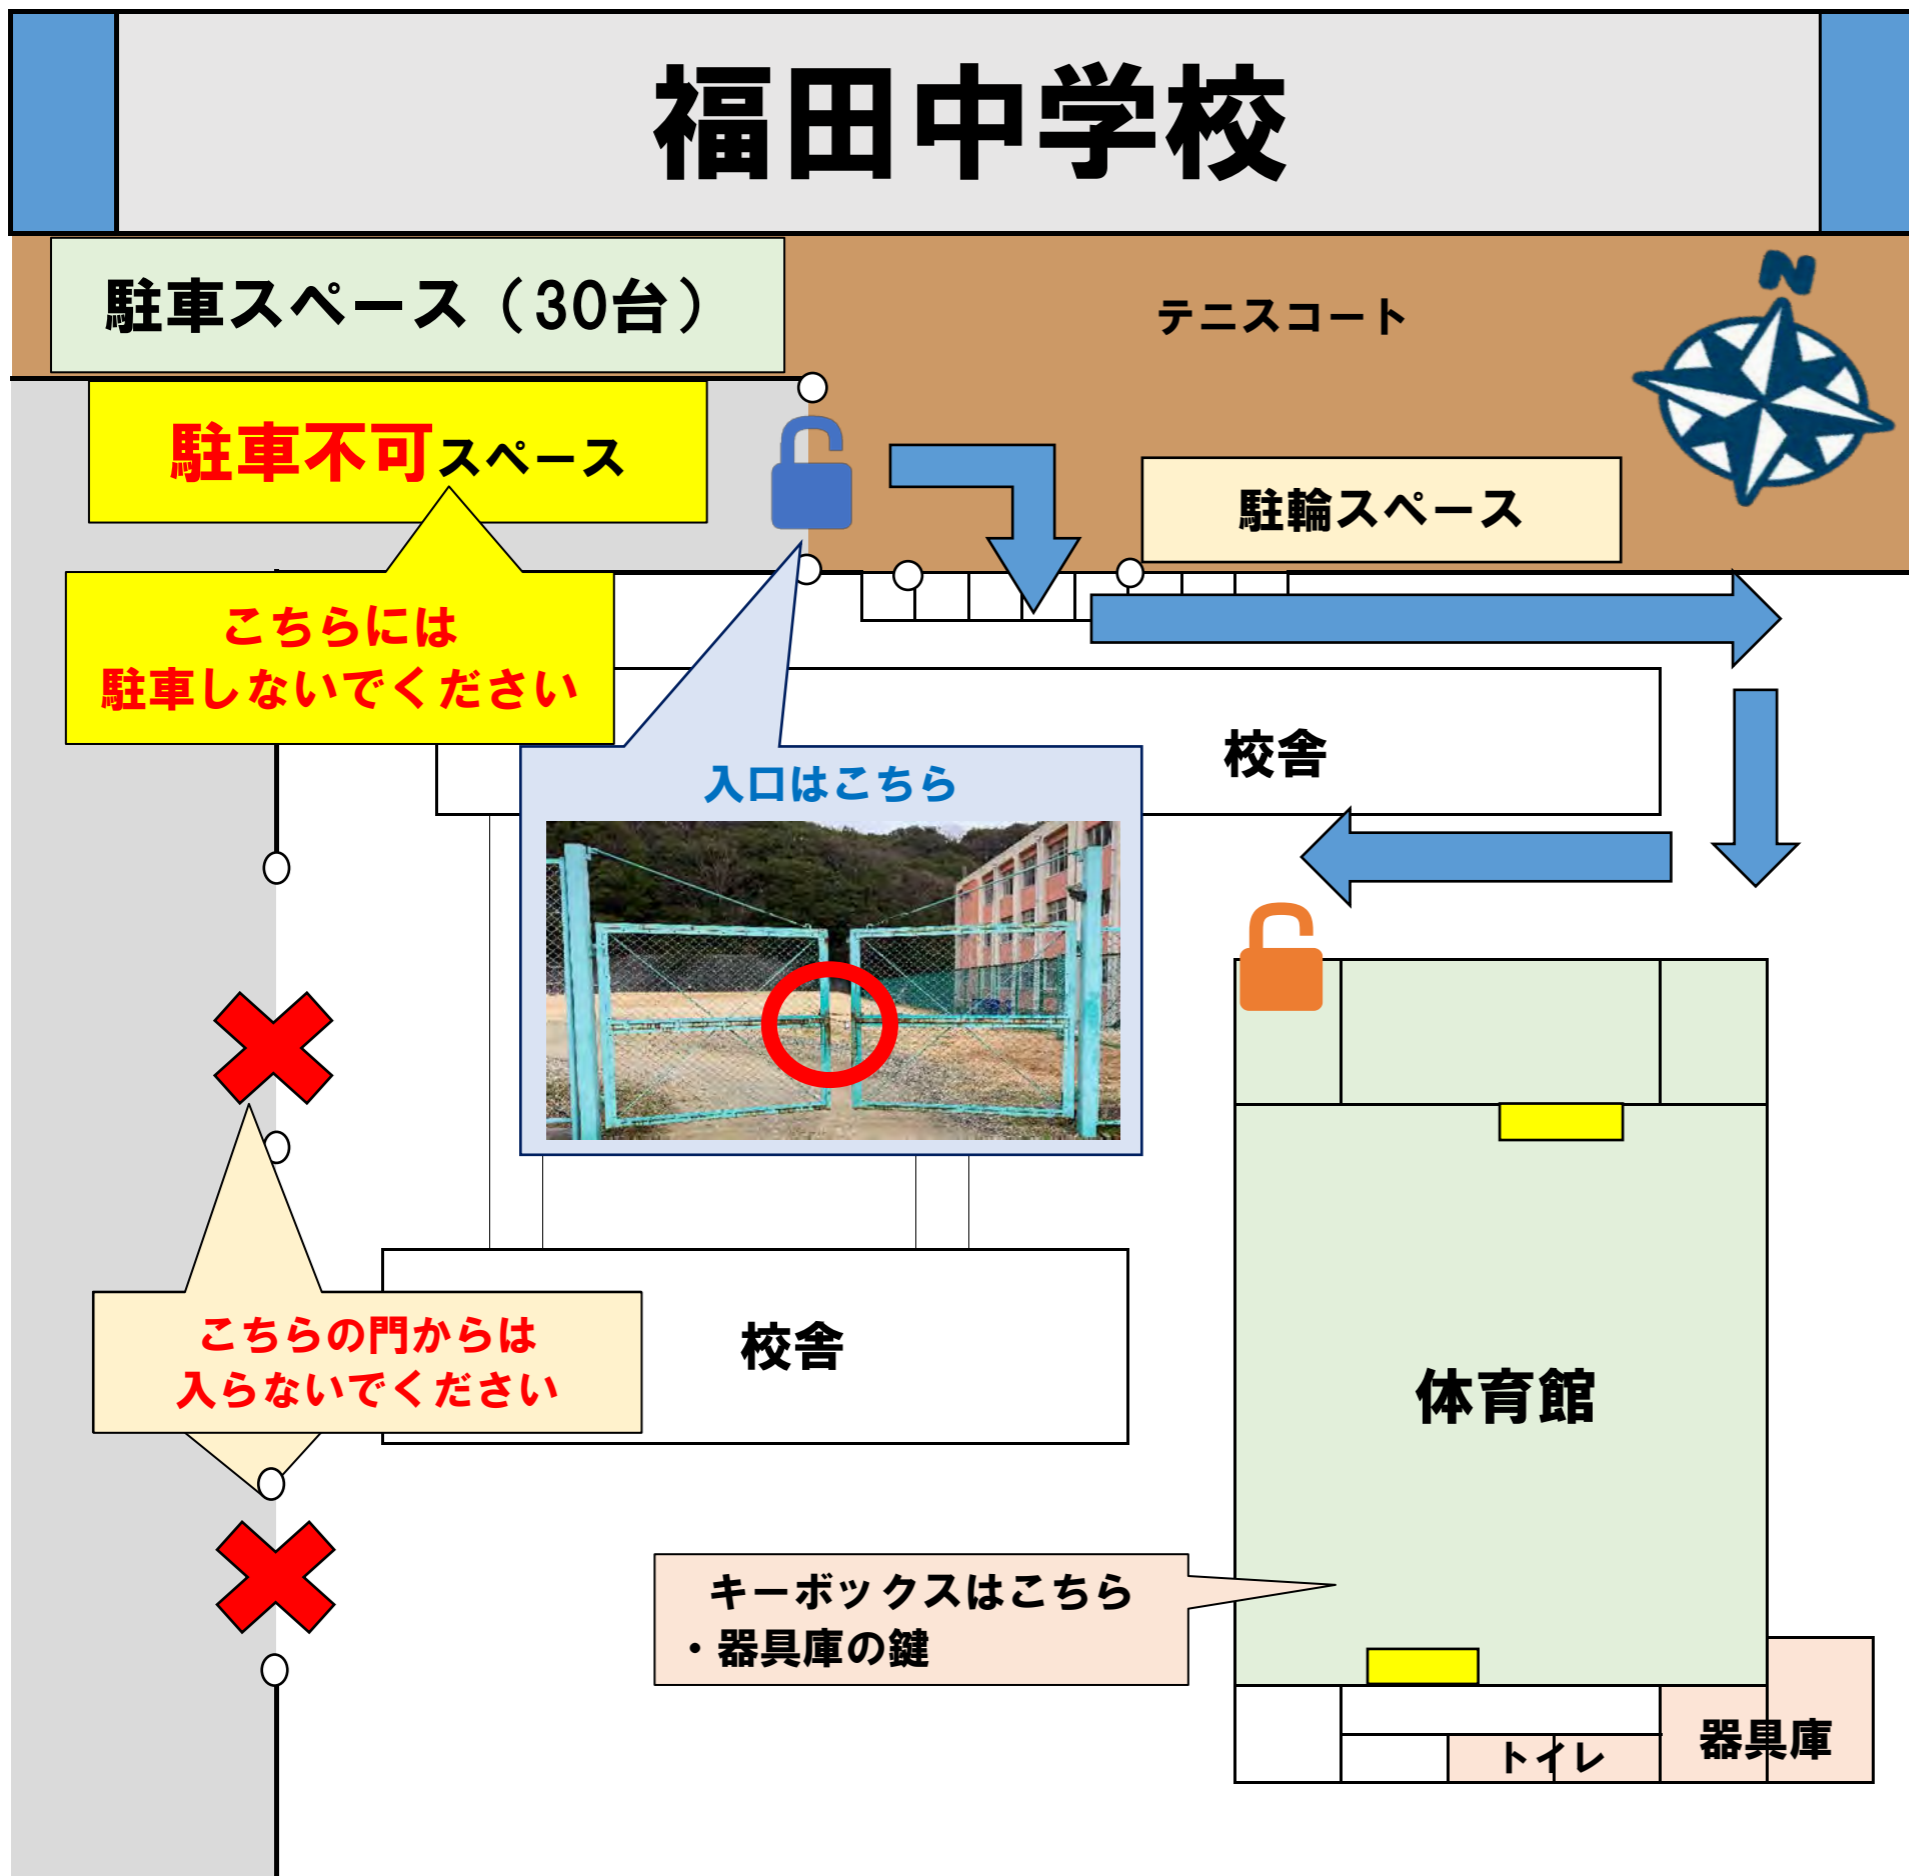 福田中学校
駐車スペース（30台）
テニスコート
N
駐車不可スペース
駐輪スペース
こちらには
駐車しないでください
校舎
入口はこちら
こちらの門からは
入らないでください
校舎
体育館
キーボックスはこちら
・器具庫の鍵
器具庫
トイレ